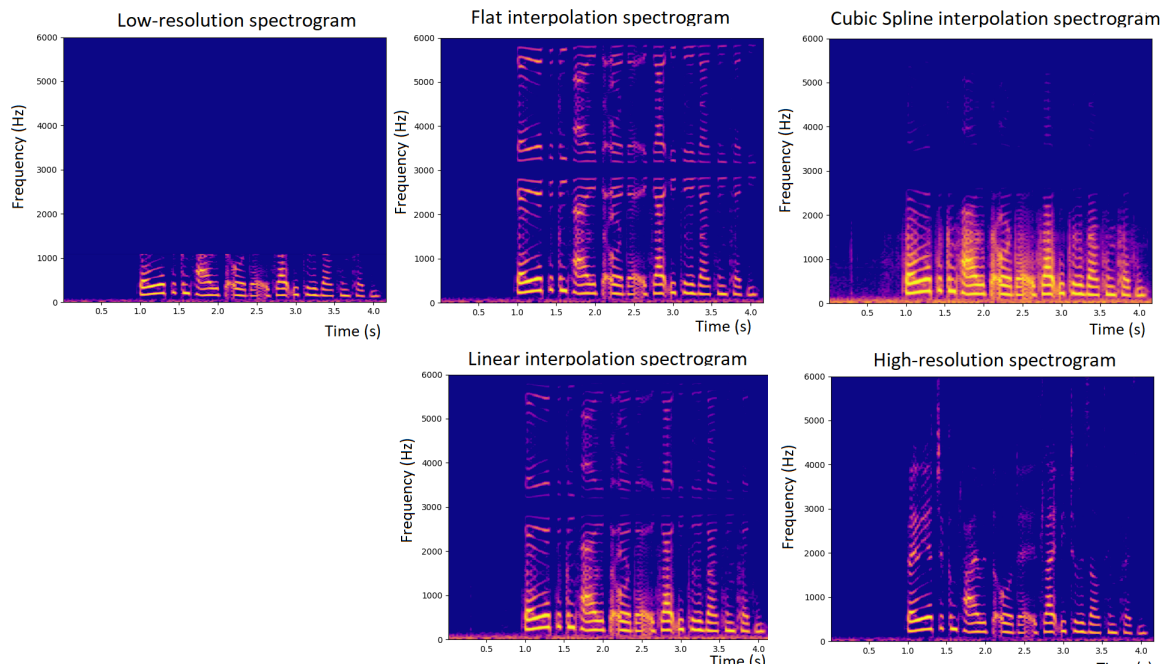 Low-resolution spectrogram
6000
5000
4000
3000
2000
1000
0
Frequency (Hz)
0.5 1.0 1.5 2.0 2.5 3.0 3.5 4.0
Time (s)
Flat interpolation spectrogram
6000
5000
4000
3000
2000
1000
0
Frequency (Hz)
0.5 1.0 1.5 2.0 2.5 3.0 3.5 4.0
Time (s)
Cubic Spline interpolation spectrogram
6000
5000
4000
3000
2000
1000
0
Frequency (Hz)
0.5 1.0 1.5 2.0 2.5 3.0 3.5 4.0
Time (s)
Linear interpolation spectrogram
6000
5000
4000
3000
2000
1000
0
Frequency (Hz)
0.5 1.0 1.5 2.0 2.5 3.0 3.5 4.0
Time (s)
High-resolution spectrogram
6000
5000
4000
3000
2000
1000
0
Frequency (Hz)
0.5 1.0 1.5 2.0 2.5 3.0 3.5 4.0
Time (s)